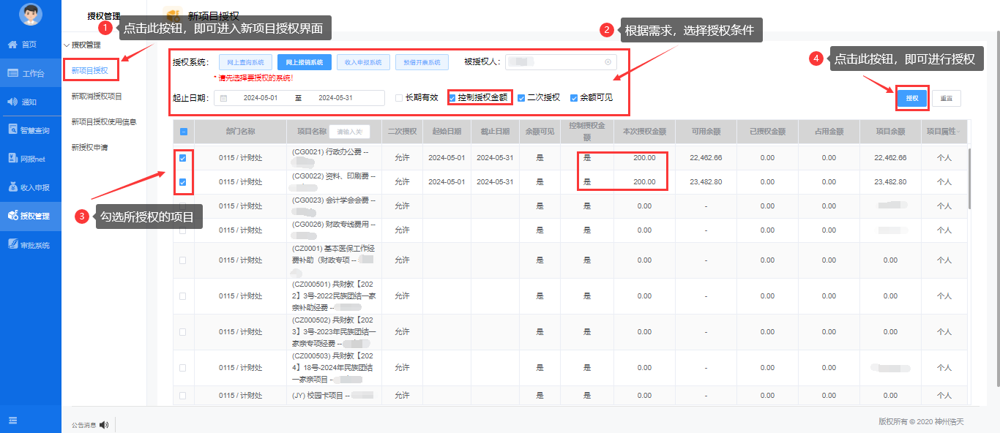 授权管理
新项目授权
1 点击此按钮，即可进入新项目授权界面
2 根据需求，选择授权条件
4 点击此按钮，即可进行授权
首页
工作台
通知
智慧查询
网报net
收入申报
授权管理
审批系统
授权管理
新项目授权
新取消授权项目
新项目授权使用信息
新授权申请
授权系统： 网上查询系统 网上报销系统 收入申报系统 预借开票系统 被授权人：
* 请先选择要授权的系统!
起止日期： 2024-05-01 至 2024-05-31 长期有效 控制授权金额 二次授权 余额可见
授权 重置
部门名称 项目名称 请输入关 二次授权 起始日期 截止日期 余额可见 控制授权金额 本次授权金额 可用余额 已授权金额 占用金额 项目余额 项目属性
0115 / 计财处 (CG0021) 行政办公费 -- 允许 2024-05-01 2024-05-31 是 是 200.00 22,462.66 0.00 0.00 22,462.66 个人
0115 / 计财处 (CG0022) 资料、印刷费 -- 允许 2024-05-01 2024-05-31 是 是 200.00 23,482.80 0.00 0.00 23,482.80 个人
0115 / 计财处 (CG0023) 会计学会会费 -- 允许 是 是 0.00 - 0.00 0.00 个人
3 勾选所授权的项目
0115 / 计财处 (CG0026) 财政专线费用 -- 允许 是 是 0.00 - 0.00 0.00 个人
0115 / 计财处 (CZ0001) 基本医保工作经
费补助（财政专项 -- 允许 是 是 0.00 - 0.00 0.00 0.00 个人
0115 / 计财处 (CZ000501) 兵财教【202
2】3号-2022民族团结一家
亲补助经费 -- 允许 是 是 0.00 - 0.00 0.00 0.00 个人
0115 / 计财处 (CZ000502) 兵财教【202
3】3号-2023年民族团结一
家亲专项经费 -- 允许 是 是 0.00 - 0.00 0.00 0.00 个人
0115 / 计财处 (CZ000503) 兵财教【202
4】18号-2024年民族团结
一家亲项目 -- 允许 是 是 0.00 - 0.00 0.00 个人
0115 / 计财处 (JY) 校园卡项目 -- 允许 是 是 0.00 - 0.00 0.00 0.00 个人
公告消息
版权所有 © 2020 神州浩天